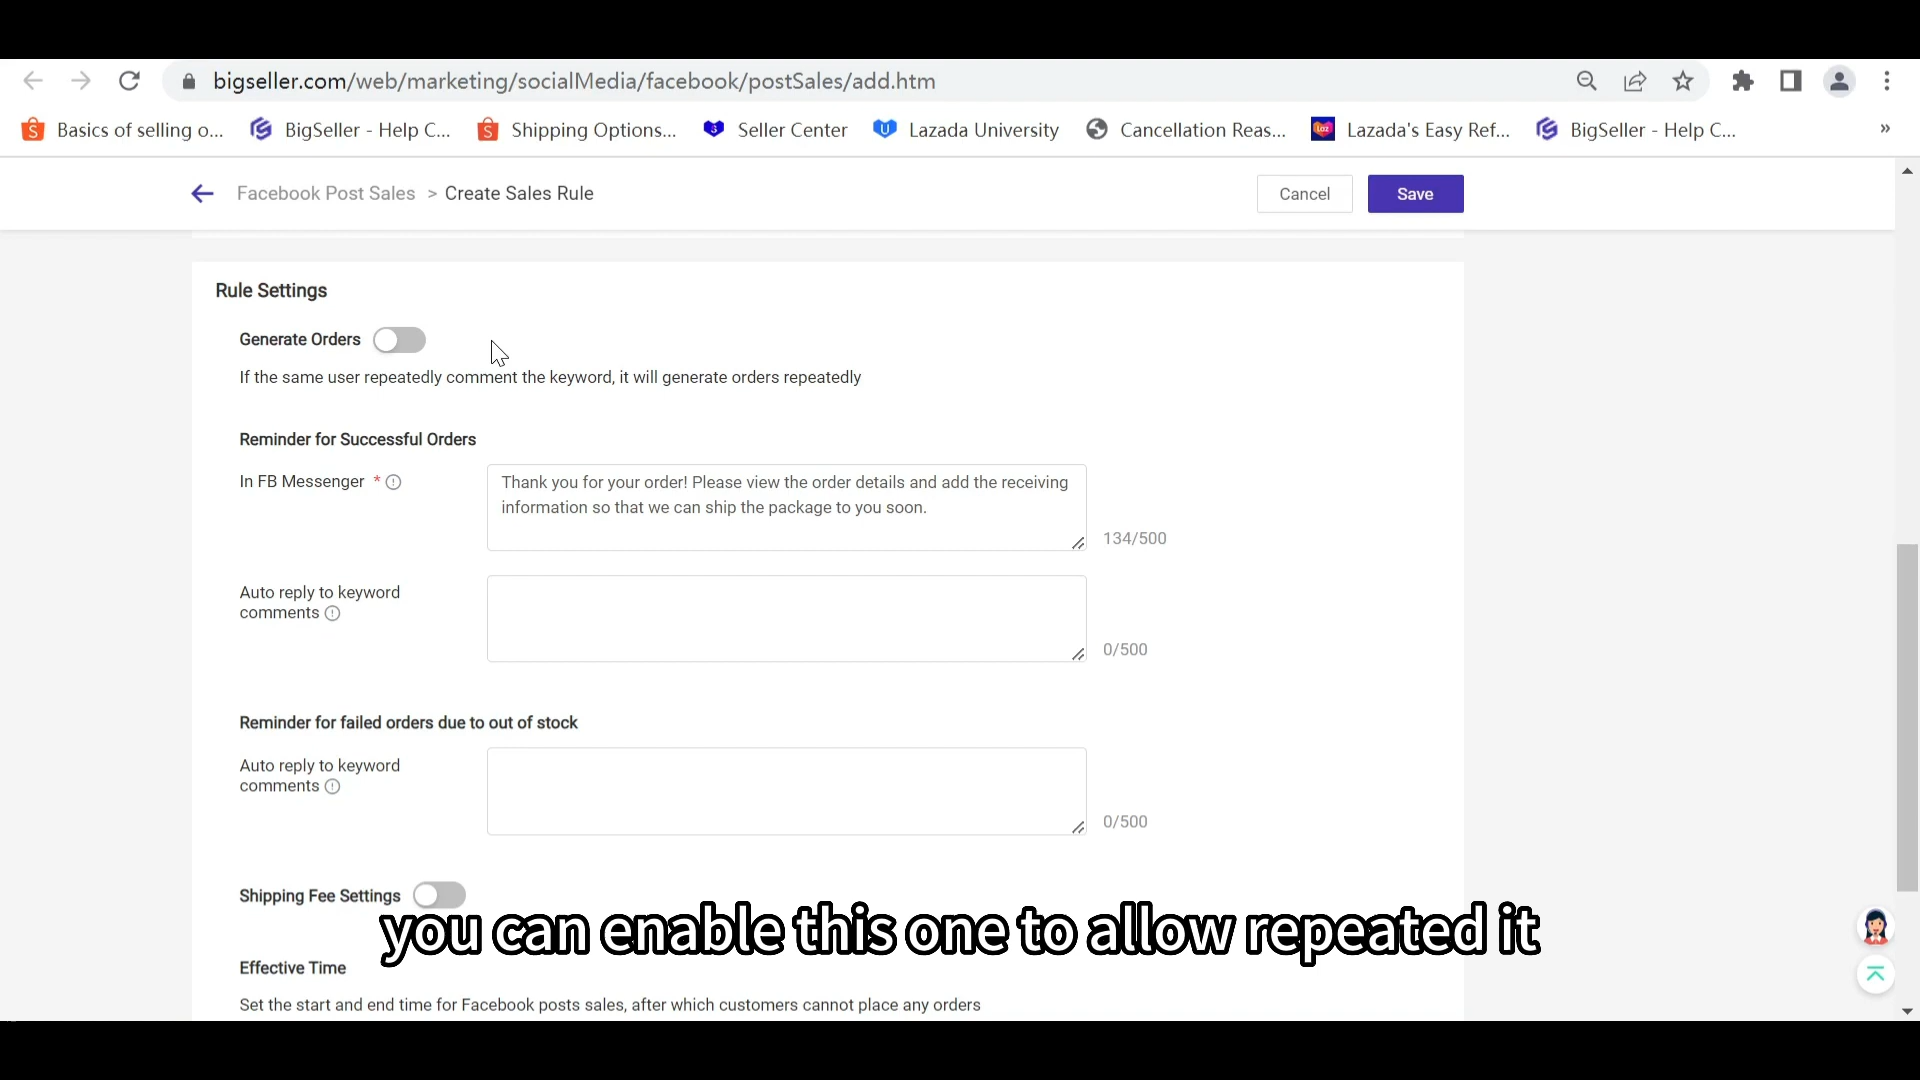 bigseller.com/web/marketing/socialMedia/facebook/postSales/add.htm
Basics of selling o... BigSeller - Help C... Shipping Options... Seller Center Lazada University Cancellation Reas... Lazada's Easy Ref... BigSeller - Help C... »
Facebook Post Sales > Create Sales Rule Cancel Save
Rule Settings
Generate Orders
If the same user repeatedly comment the keyword, it will generate orders repeatedly
Reminder for Successful Orders
In FB Messenger *
Thank you for your order! Please view the order details and add the receiving
information so that we can ship the package to you soon.
134/500
Auto reply to keyword
comments
0/500
Reminder for failed orders due to out of stock
Auto reply to keyword
comments
0/500
Shipping Fee Settings
you can enable this one to allow repeated it
Effective Time
Set the start and end time for Facebook posts sales, after which customers cannot place any orders